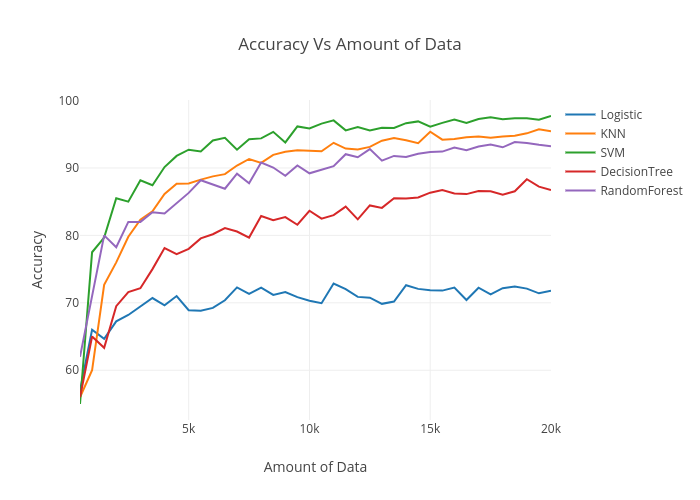 Accuracy Vs Amount of Data
100
90
80
70
60
Accuracy
5k
10k
15k
20k
Amount of Data
Logistic
KNN
SVM
DecisionTree
RandomForest